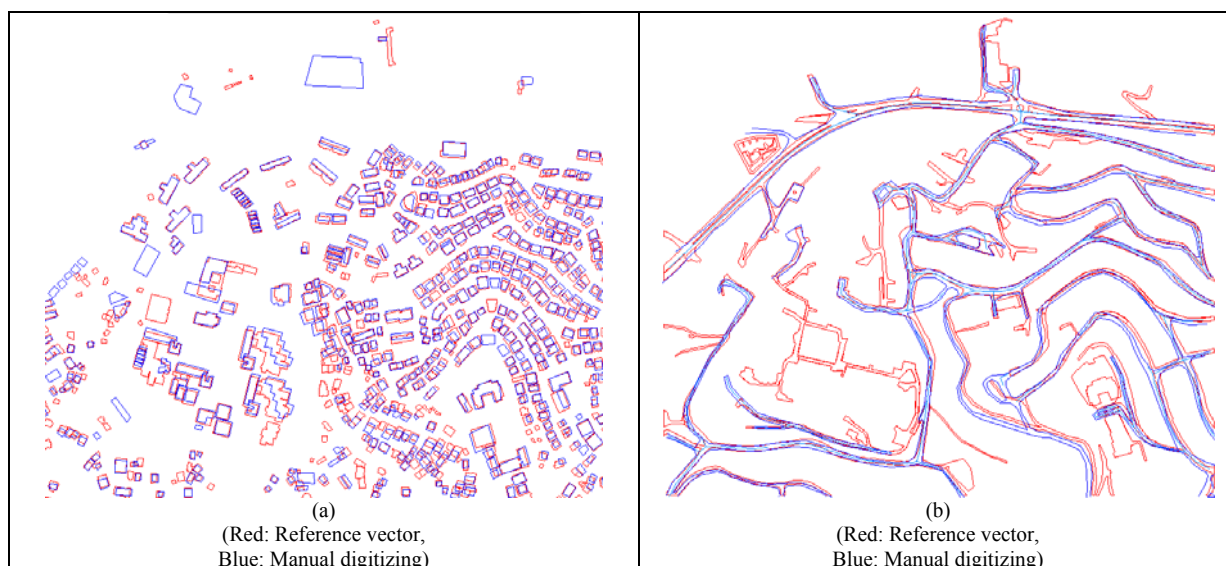 (a)
(Red: Reference vector,
Blue: Manual digitizing)
(b)
(Red: Reference vector,
Blue: Manual digitizing)